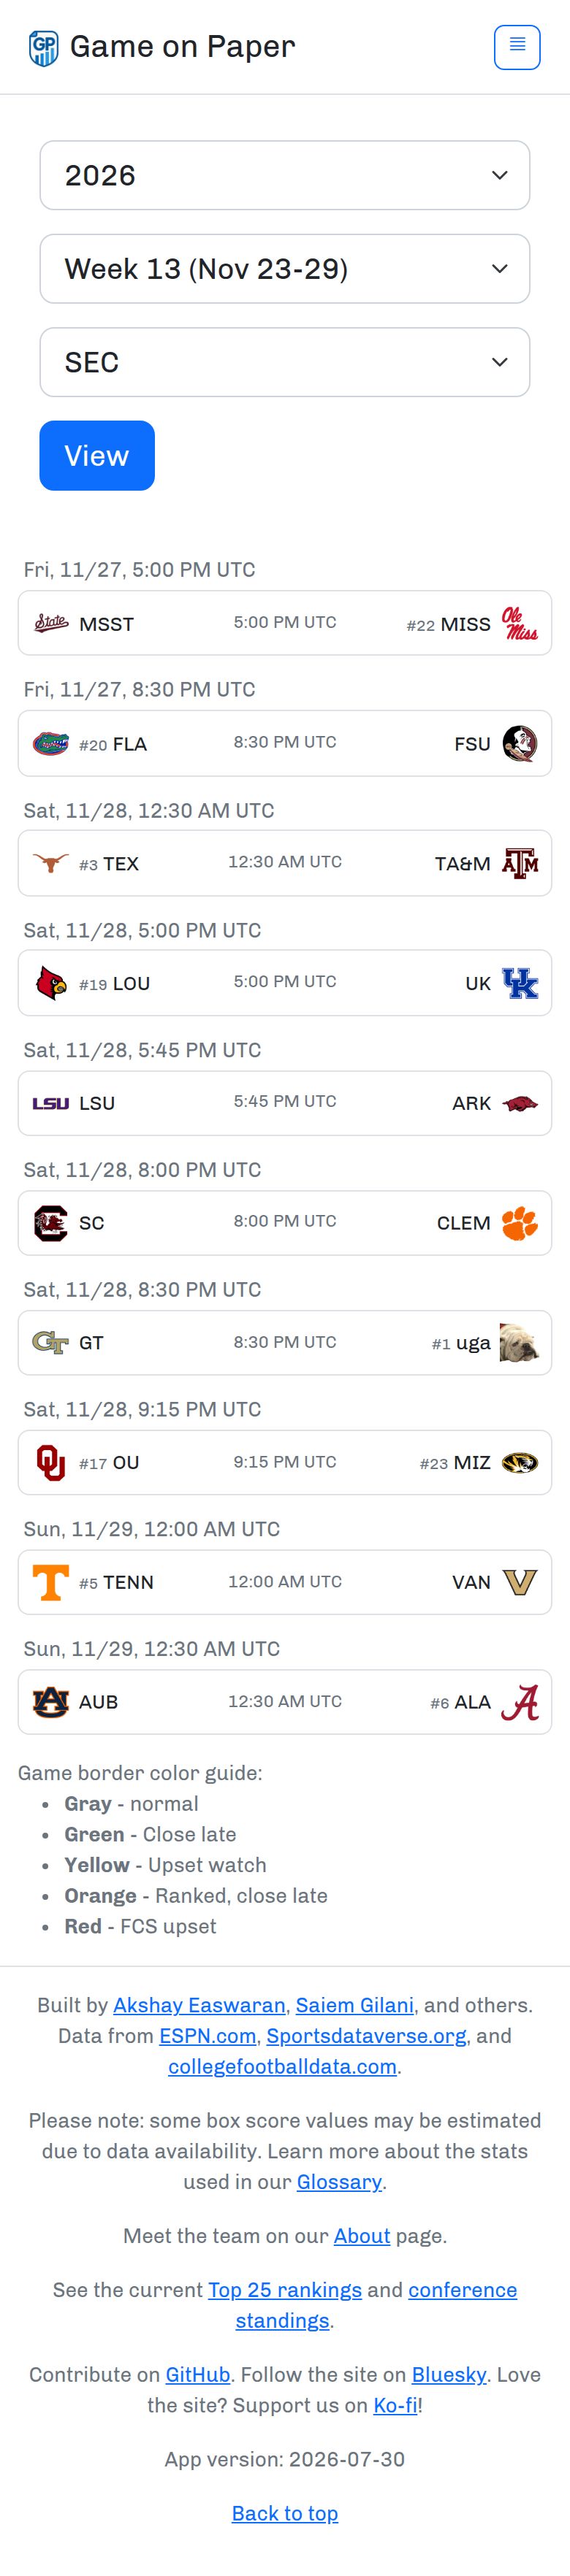 GP Game on Paper
2026
Week 13 (Nov 23-29)
SEC
View
Fri, 11/27, 5:00 PM UTC
State MSST 5:00 PM UTC #22 MISS Ole Miss
Fri, 11/27, 8:30 PM UTC
#20 FLA 8:30 PM UTC FSU
Sat, 11/28, 12:30 AM UTC
#3 TEX 12:30 AM UTC TA&M ATM
Sat, 11/28, 5:00 PM UTC
#19 LOU 5:00 PM UTC UK UK
Sat, 11/28, 5:45 PM UTC
LSU LSU 5:45 PM UTC ARK
Sat, 11/28, 8:00 PM UTC
C SC 8:00 PM UTC CLEM
Sat, 11/28, 8:30 PM UTC
GT GT 8:30 PM UTC #1 uga
Sat, 11/28, 9:15 PM UTC
OU #17 OU 9:15 PM UTC #23 MIZ
Sun, 11/29, 12:00 AM UTC
T #5 TENN 12:00 AM UTC VAN V
Sun, 11/29, 12:30 AM UTC
AU AUB 12:30 AM UTC #6 ALA A
Game border color guide:
• Gray - normal
• Green - Close late
• Yellow - Upset watch
• Orange - Ranked, close late
• Red - FCS upset
Built by Akshay Easwaran, Saiem Gilani, and others.
Data from ESPN.com, Sportsdataverse.org, and
collegefootballdata.com.
Please note: some box score values may be estimated
due to data availability. Learn more about the stats
used in our Glossary.
Meet the team on our About page.
See the current Top 25 rankings and conference
standings.
Contribute on GitHub. Follow the site on Bluesky. Love
the site? Support us on Ko-fi!
App version: 2026-07-30
Back to top